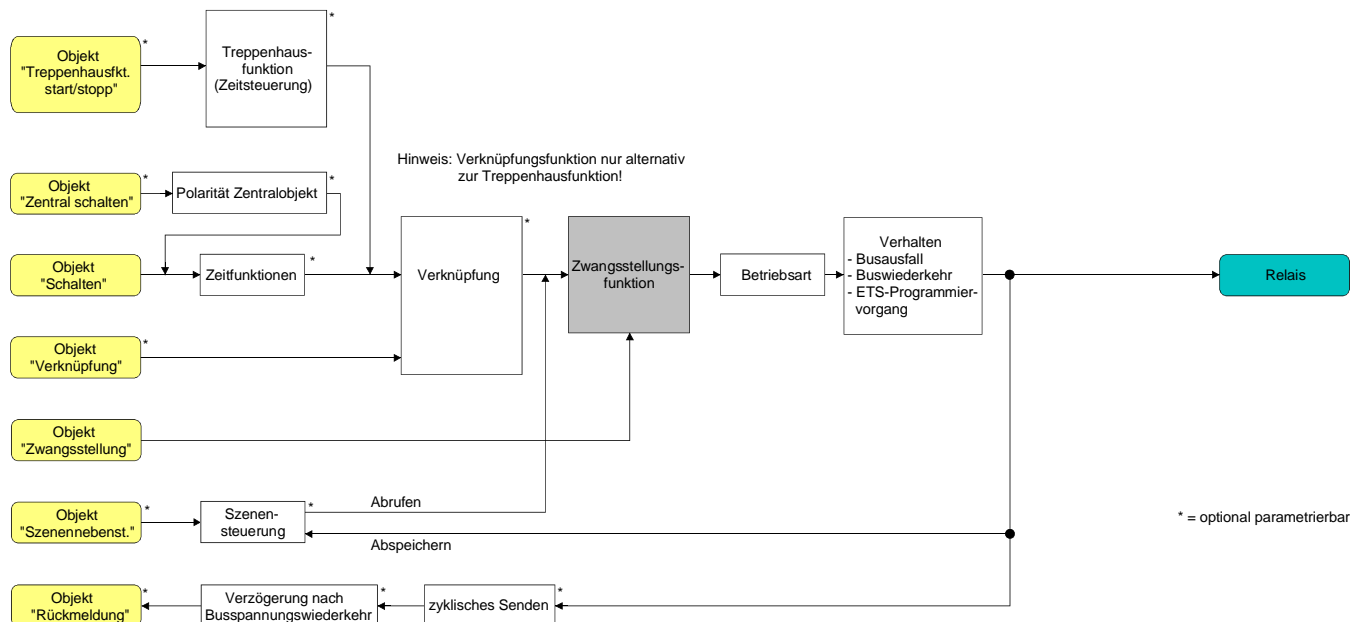 *
*
Objekt
"Treppenhausfkt.
start/stopp"
Treppenhaus-
funktion
(Zeitsteuerung)
Hinweis: Verknüpfungsfunktion nur alternativ
zur Treppenhausfunktion!
*
*
Objekt
"Zentral schalten"
Polarität Zentralobjekt
*
*
*
Objekt
"Schalten"
Zeitfunktionen
Verknüpfung
Zwangsstellungs-
funktion
Betriebsart
Verhalten
- Busausfall
- Buswiederkehr
- ETS-Programmier-
vorgang
Relais
*
Objekt
"Verknüpfung"
Objekt
"Zwangsstellung"
*
*
Objekt
"Szenennebenst."
Szenen-
steuerung
Abrufen
Abspeichern
* = optional parametrierbar
*
*
*
Objekt
"Rückmeldung"
Verzögerung nach
Busspannungswiederkehr
zyklisches Senden